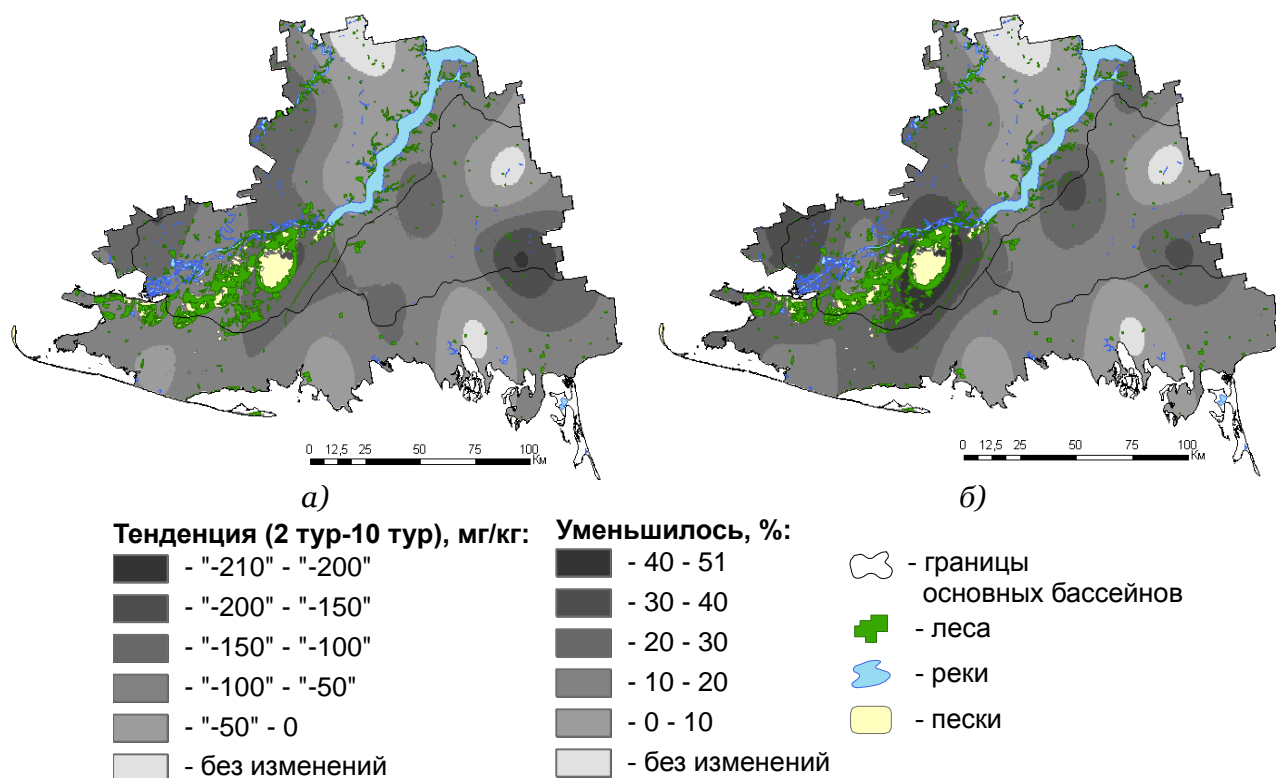 0 12,5 25 50 75 100
Км
0 12,5 25 50 75 100
Км
а)
б)
Тенденция (2 тур-10 тур), мг/кг:
- "-210" - "-200"
- "-200" - "-150"
- "-150" - "-100"
- "-100" - "-50"
- "-50" - 0
- без изменений
Уменьшилось, %:
- 40 - 51
- 30 - 40
- 20 - 30
- 10 - 20
- 0 - 10
- без изменений
- границы
основных бассейнов
- леса
- реки
- пески